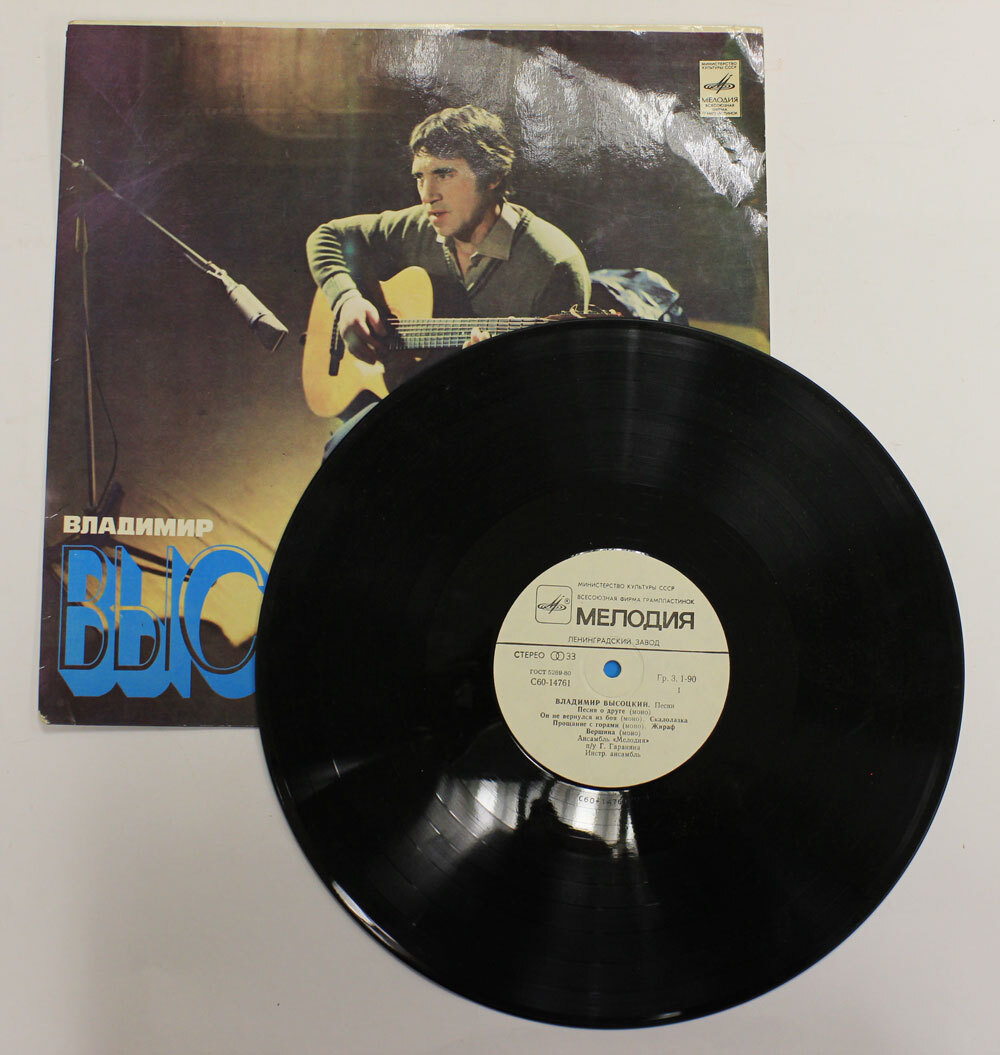 МИНИСТЕРСТВО
КУЛЬТУРЫ СССР
МЕЛОДИЯ
ВСЕСОЮЗНАЯ
ФИРМА
ГРАМПЛАСТИНОК
ВЛАДИМИР
ВЫС
МИНИСТЕРСТВО КУЛЬТУРЫ СССР
ВСЕСОЮЗНАЯ ФИРМА ГРАМПЛАСТИНОК
МЕЛОДИЯ
ЛЕНИНГРАДСКИЙ ЗАВОД
СТЕРЕО 33
ГОСТ 5289-80
С60-14761
Гр. 3. 1-90
1
ВЛАДИМИР ВЫСОЦКИЙ. Песни
Песня о друге (моно)
Он не вернулся из боя (моно). Скалолазка
Прощание с горами (моно). Жираф
Вершина (моно)
Ансамбль «Мелодия»
п/у Г. Гараняна
Инстр. ансамбль